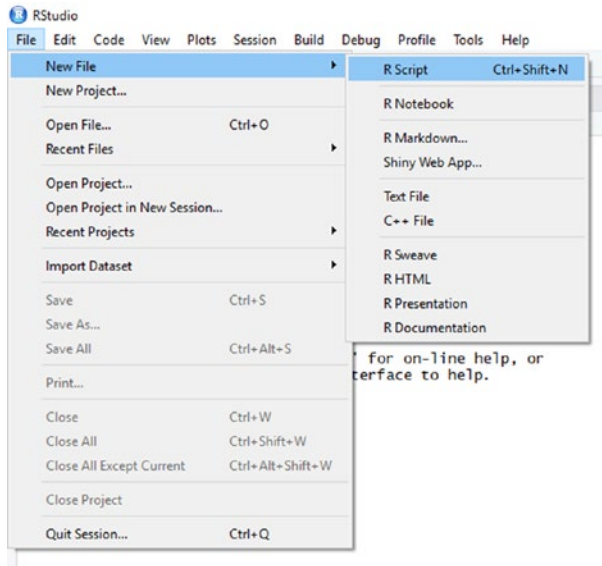 RStudio
File Edit Code View Plots Session Build Debug Profile Tools Help
New File
New Project...
Open File... Ctrl+O
Recent Files
Open Project...
Open Project in New Session...
Recent Projects
Import Dataset
Save Ctrl+S
Save As...
Save All Ctrl+Alt+S
Print...
Close Ctrl+W
Close All Ctrl+Shift+W
Close All Except Current Ctrl+Alt+Shift+W
Close Project
Quit Session... Ctrl+Q
R Script Ctrl+Shift+N
R Notebook
R Markdown...
Shiny Web App...
Text File
C++ File
R Sweave
R HTML
R Presentation
R Documentation
' for on-line help, or
terface to help.